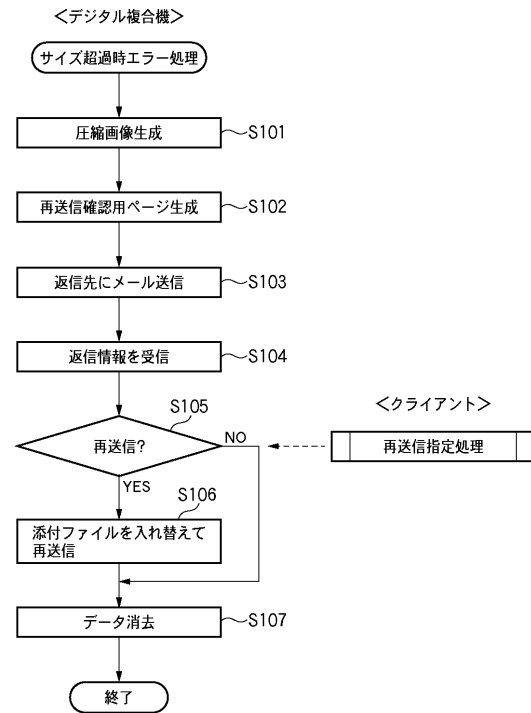 ＜デジタル複合機＞
サイズ超過時エラー処理
圧縮画像生成
S101
再送信確認用ページ生成
S102
返信先にメール送信
S103
返信情報を受信
S104
S105
＜クライアント＞
再送信?
NO
再送信指定処理
YES
S106
添付ファイルを入れ替えて
再送信
データ消去
S107
終了